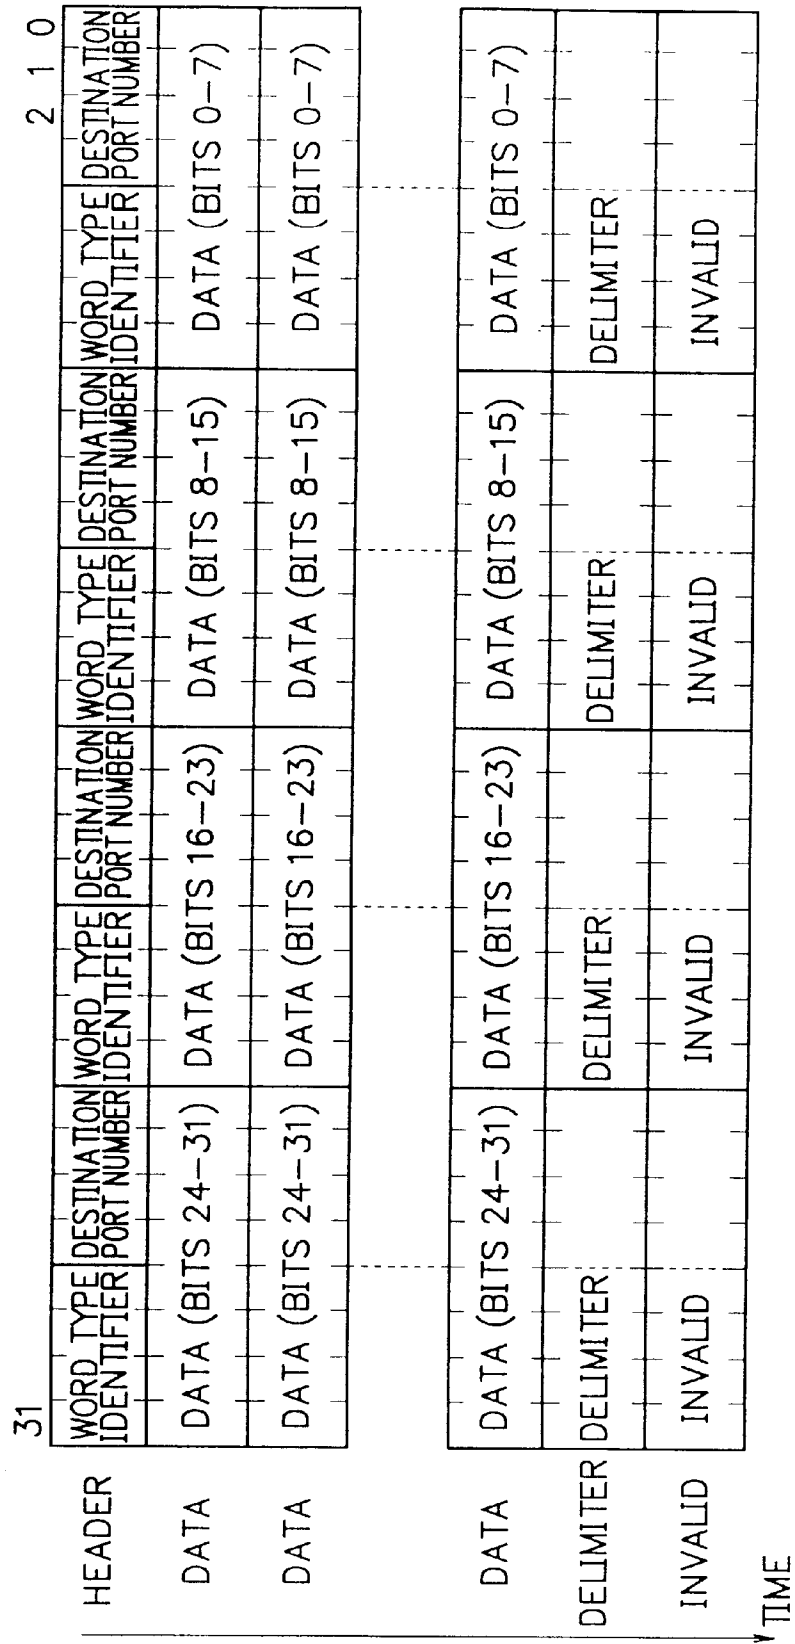 31 2 1 0
HEADER WORD TYPE IDENTIFIER DESTINATION PORT NUMBER WORD TYPE IDENTIFIER DESTINATION PORT NUMBER WORD TYPE IDENTIFIER DESTINATION PORT NUMBER WORD TYPE IDENTIFIER DESTINATION PORT NUMBER
DATA DATA (BITS 24-31) DATA (BITS 16-23) DATA (BITS 8-15) DATA (BITS 0-7)
DATA DATA (BITS 24-31) DATA (BITS 16-23) DATA (BITS 8-15) DATA (BITS 0-7)
DATA DATA (BITS 24-31) DATA (BITS 16-23) DATA (BITS 8-15) DATA (BITS 0-7)
DELIMITER DELIMITER DELIMITER DELIMITER DELIMITER
INVALID INVALID INVALID INVALID INVALID
TIME